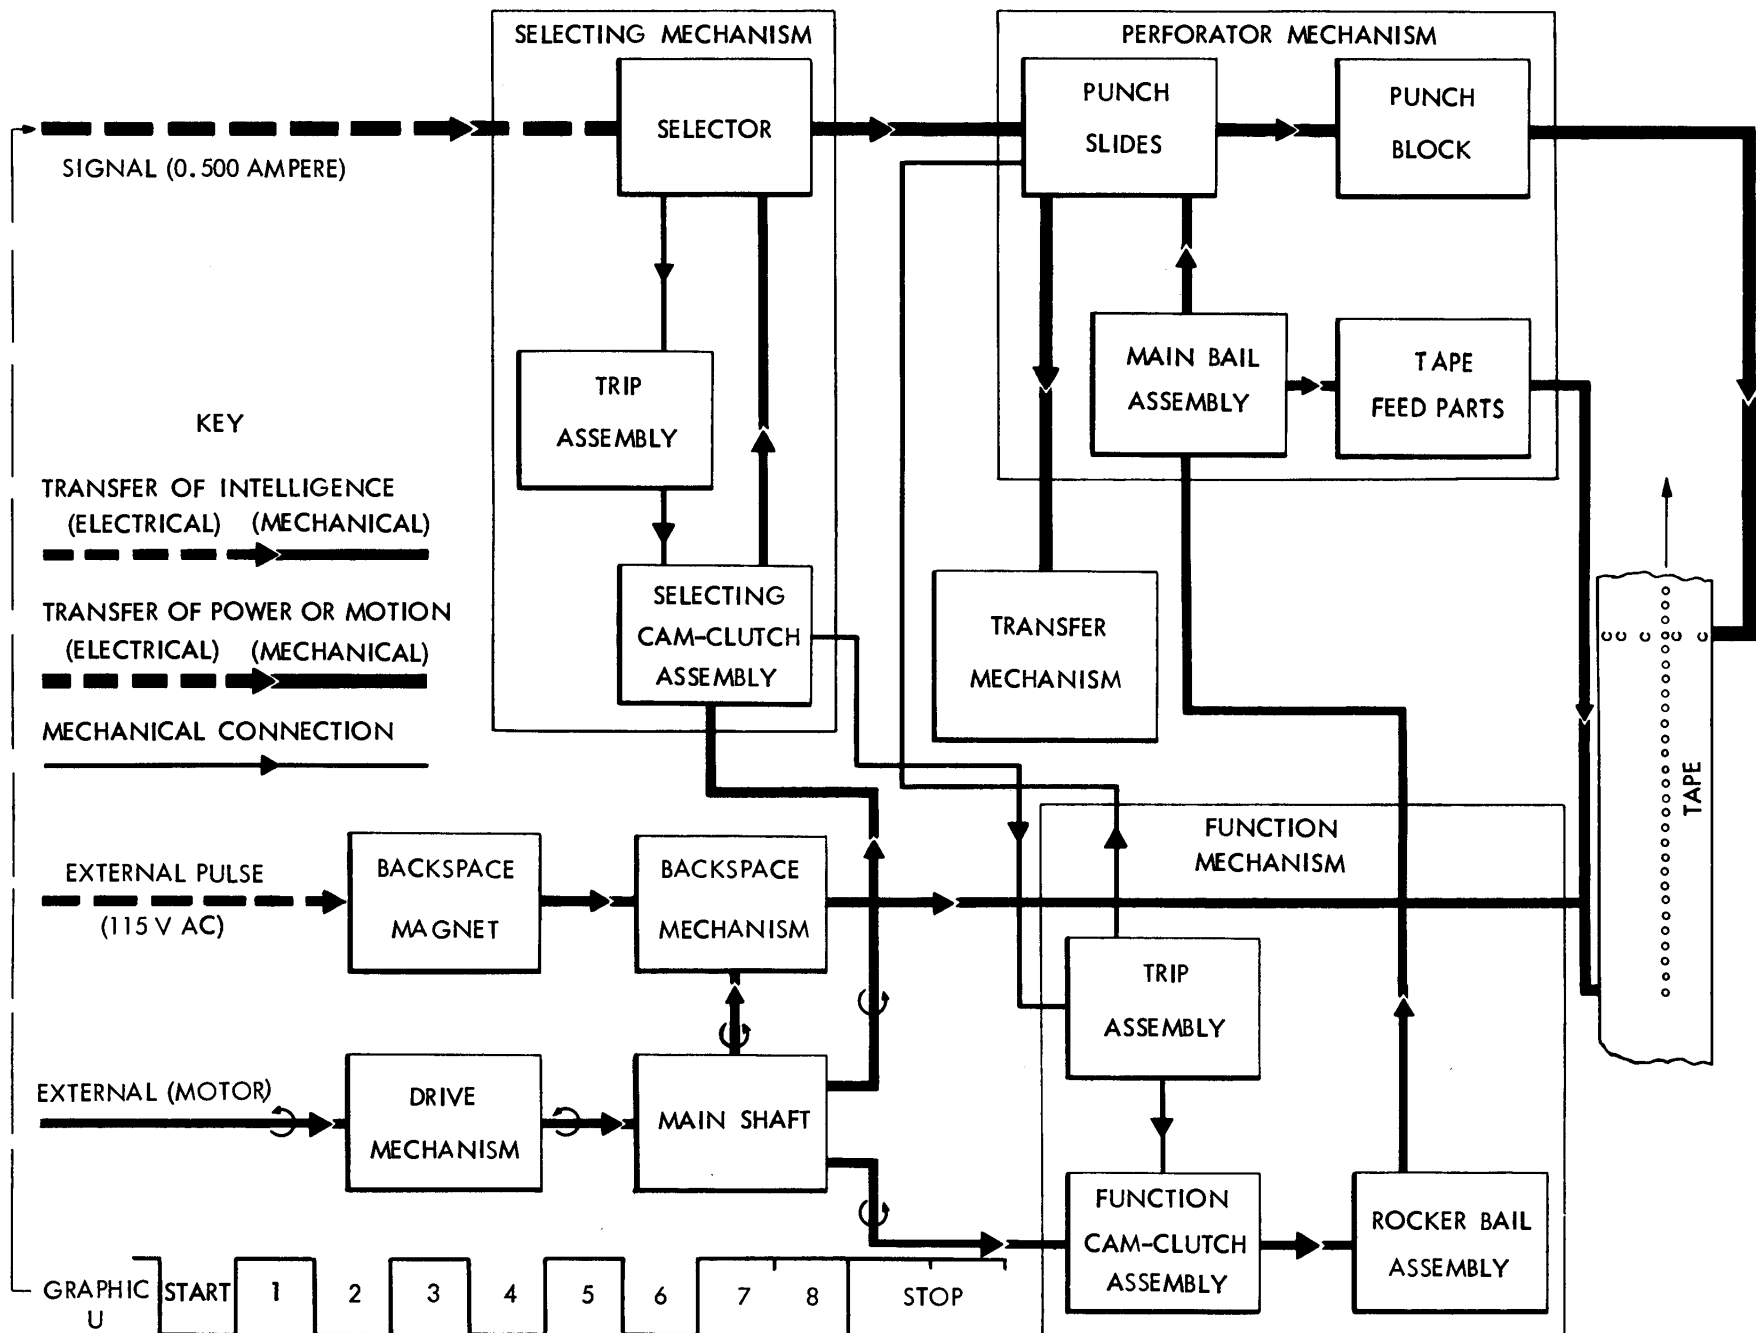 SELECTING MECHANISM
SELECTOR
SIGNAL (0.500 AMPERE)
TRIP
ASSEMBLY
SELECTING
CAM-CLUTCH
ASSEMBLY
PERFORATOR MECHANISM
PUNCH
SLIDES
PUNCH
BLOCK
MAIN BAIL
ASSEMBLY
TAPE
FEED PARTS
TRANSFER
MECHANISM
KEY
TRANSFER OF INTELLIGENCE
(ELECTRICAL) (MECHANICAL)
TRANSFER OF POWER OR MOTION
(ELECTRICAL) (MECHANICAL)
MECHANICAL CONNECTION
EXTERNAL PULSE
(115 V AC)
BACKSPACE
MAGNET
BACKSPACE
MECHANISM
EXTERNAL (MOTOR)
DRIVE
MECHANISM
MAIN SHAFT
FUNCTION
MECHANISM
TRIP
ASSEMBLY
FUNCTION
CAM-CLUTCH
ASSEMBLY
ROCKER BAIL
ASSEMBLY
C C C C C
TAPE
GRAPHIC
U
START 1 2 3 4 5 6 7 8 STOP